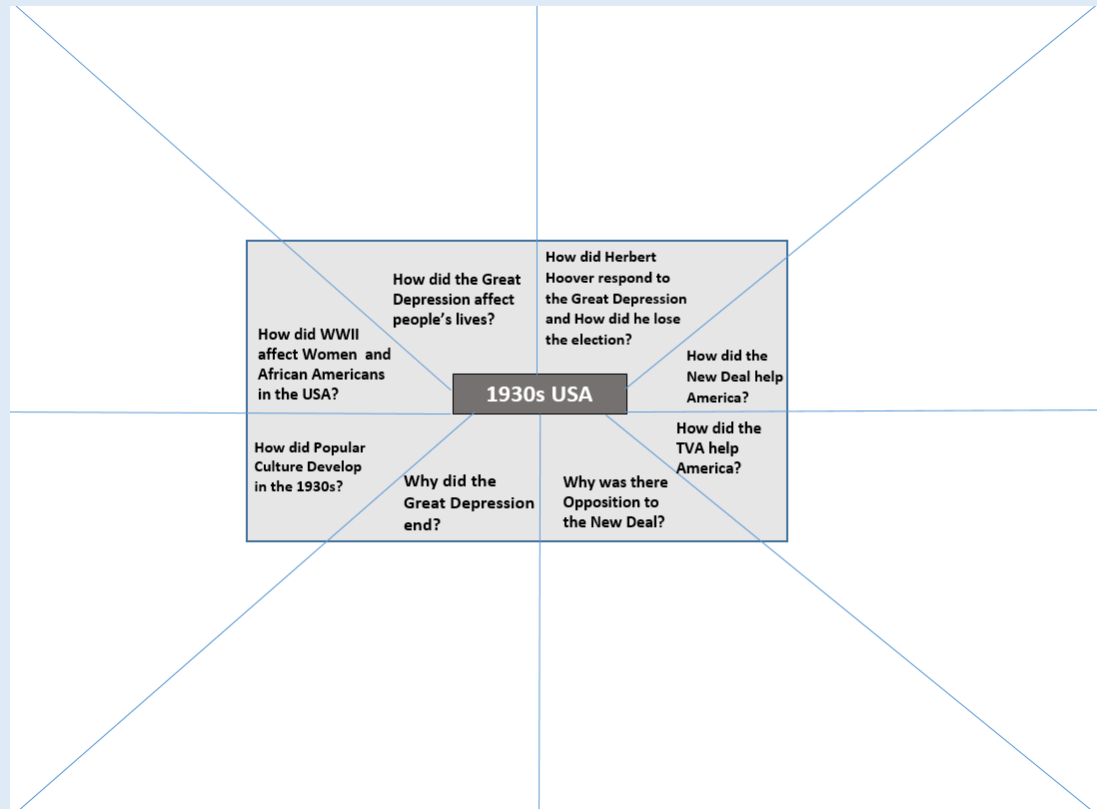 How did the Great
Depression affect
people's lives?
How did Herbert
Hoover respond to
the Great Depression
and How did he lose
the election?
How did WWII
affect Women and
African Americans
in the USA?
1930s USA
How did the
New Deal help
America?
How did Popular
Culture Develop
in the 1930s?
Why did the
Great Depression
end?
Why was there
Opposition to
the New Deal?
How did the
TVA help
America?